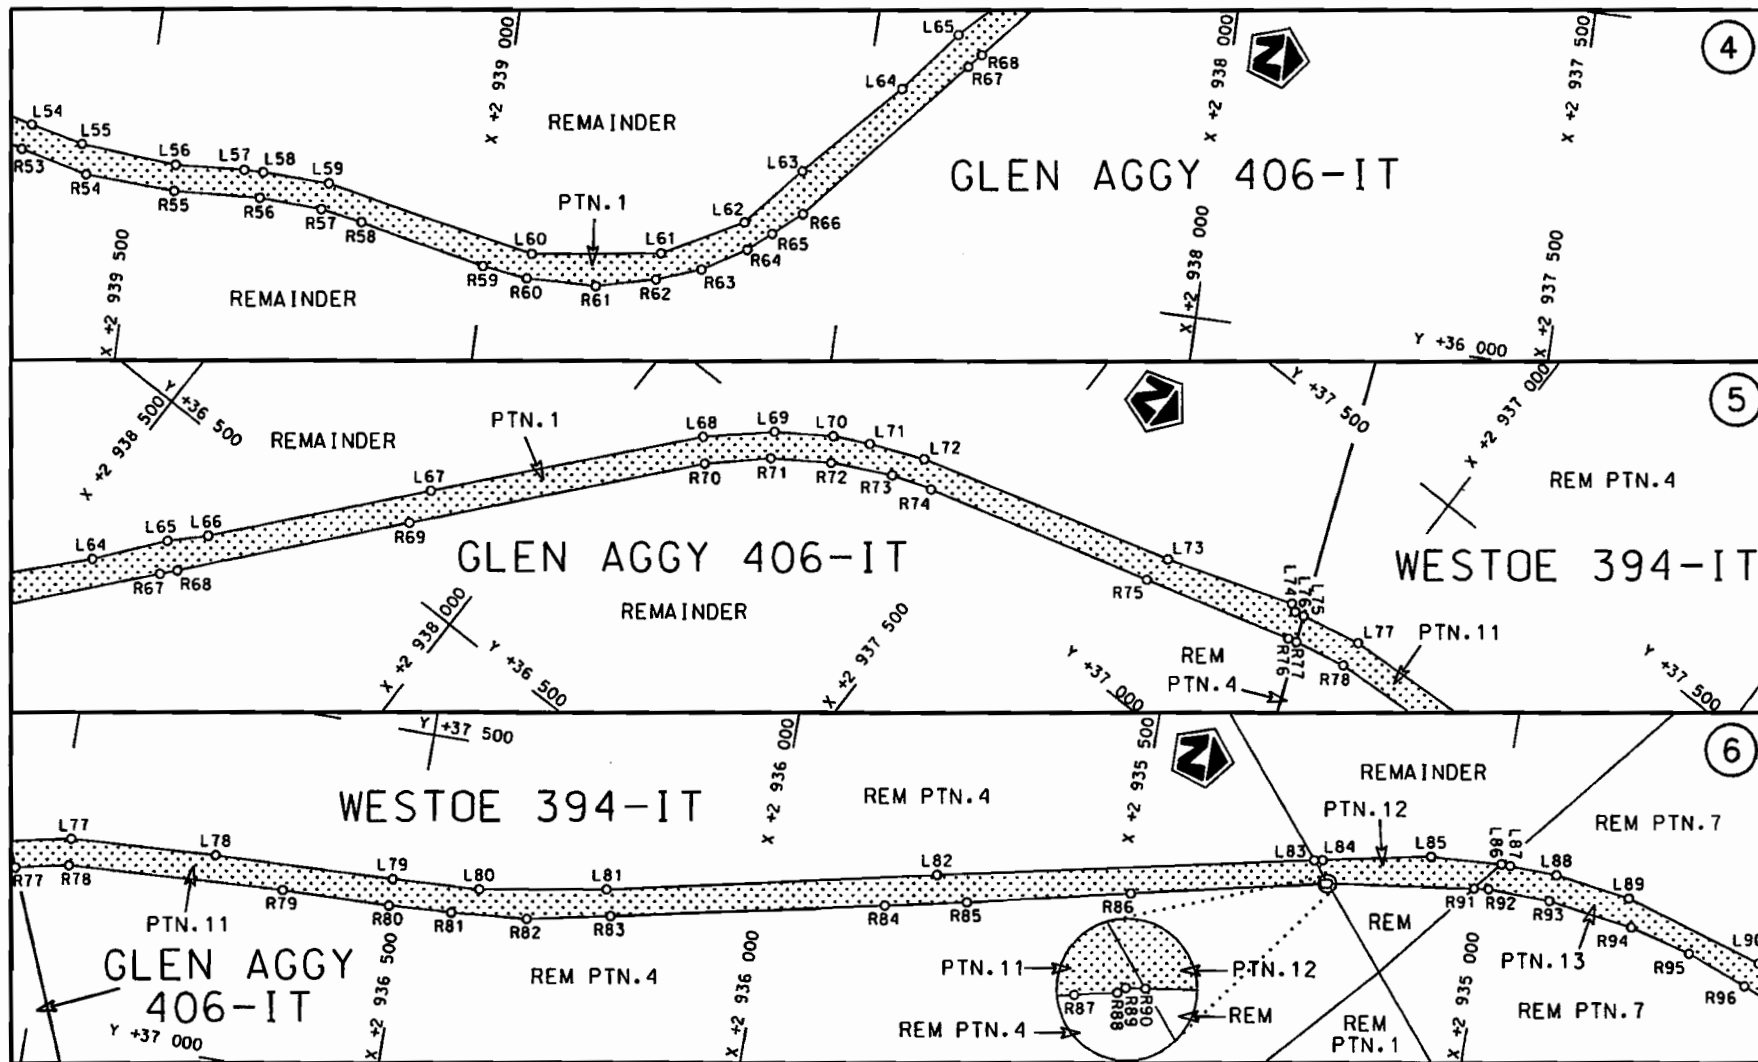 4
L54
L55
L56
L57
L58
L59
L60
L61
L62
L63
L64
L65
R53
R54
R55
R56
R57
R58
R59
R60
R61
R62
R63
R64
R65
R66
R67
R68
X +2 939 000
X +2 938 000
X +2 937 500
REMAINDER
GLEN AGGY 406-IT
PTN.1
REMAINDER
X +2 939 500
X +2 938 000
X +2 937 500
Y +36 000
N
5
Y +36 500
X +2 938 500
REMAINDER
PTN.1
Y +37 500
X +2 937 000
REM PTN.4
WESTOE 394-IT
GLEN AGGY 406-IT
REMAINDER
L64
L65
L66
L67
L68
L69
L70
L71
L72
L73
L74
L76
L75
L77
R67
R68
R69
R70
R71
R72
R73
R74
R75
R76
R77
R78
PTN.11
REM
PTN.4
X +2 938 000
Y +36 500
X +2 937 500
Y +37 000
Y +37 500
N
6
Y +37 500
X +2 936 000
X +2 935 500
N
WESTOE 394-IT
REM PTN.4
REMAINDER
PTN.12
REM PTN.7
L77
L78
L79
L80
L81
L82
L83
L84
L85
L86
L87
L88
L89
L90
R77
R78
R79
R80
R81
R82
R83
R84
R85
R86
R91
R92
R93
R94
R95
R96
PTN.11
GLEN AGGY
406-IT
REM PTN.4
REM
PTN.13
PTN.11
PTN.12
R87
R88
R89
R90
REM PTN.4
REM
REM
PTN.1
REM PTN.7
Y +37 000
X +2 936 500
X +2 936 000
X +2 935 000